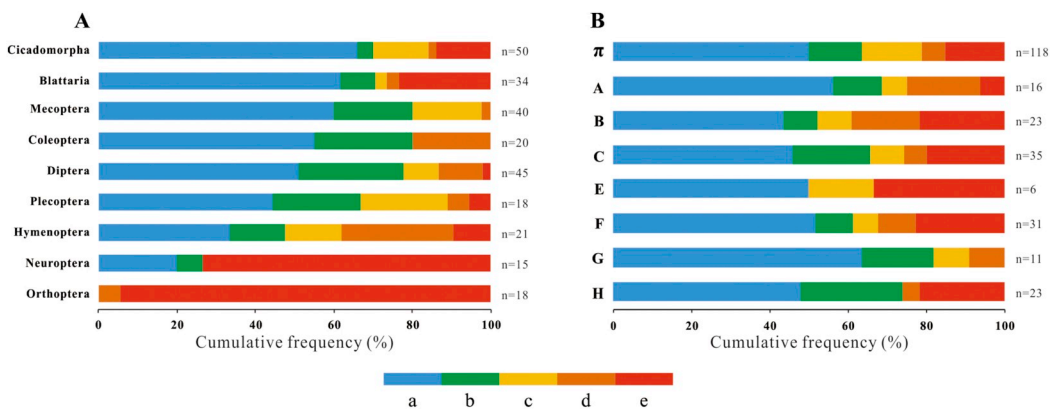 A
Cicadomorpha n=50
Blattaria n=34
Mecoptera n=40
Coleoptera n=20
Diptera n=45
Plecoptera n=18
Hymenoptera n=21
Neuroptera n=15
Orthoptera n=18
0 20 40 60 80 100
Cumulative frequency (%)
B
π n=118
A n=16
B n=23
C n=35
E n=6
F n=31
G n=11
H n=23
0 20 40 60 80 100
Cumulative frequency (%)
a b c d e